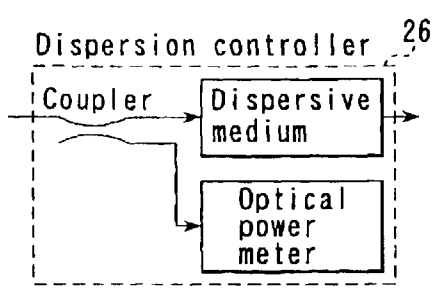 26
Dispersion controller
Coupler
Dispersive
medium
Optical
power
meter